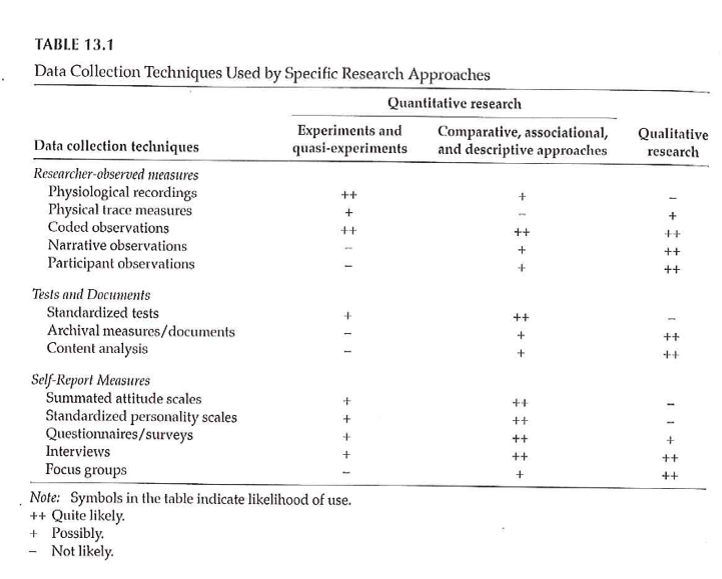 TABLE 13.1
Data Collection Techniques Used by Specific Research Approaches
Quantitative research
Data collection techniques Experiments and quasi-experiments Comparative, associational, and descriptive approaches Qualitative research
Researcher-observed measures
Physiological recordings ++ + –
Physical trace measures + – +
Coded observations ++ ++ ++
Narrative observations – + ++
Participant observations – + ++
Tests and Documents
Standardized tests + ++ –
Archival measures/documents – + ++
Content analysis – + ++
Self-Report Measures
Summated attitude scales + ++ –
Standardized personality scales + ++ –
Questionnaires/surveys + ++ +
Interviews + ++ ++
Focus groups – + ++
Note: Symbols in the table indicate likelihood of use.
++ Quite likely.
+ Possibly.
– Not likely.